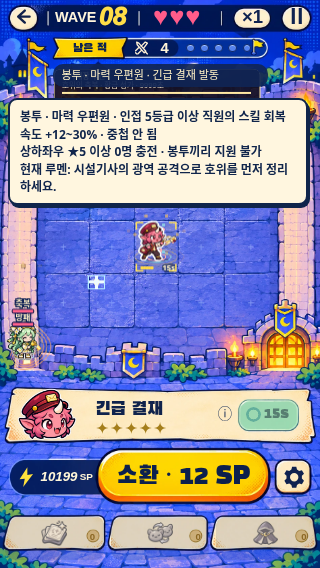 WAVE 08
×1
남은 적 4
봉투 · 마력 우편원 · 긴급 결재 발동
봉투 · 마력 우편원 · 인접 5등급 이상 직원의 스킬 회복
속도 +12~30% · 중첩 안 됨
상하좌우 ★5 이상 0명 충전 · 봉투끼리 지원 불가
현재 루멘: 시설기사의 광역 공격으로 호위를 먼저 정리
하세요.
15s
축복
방패
긴급 결재
15S
10199 SP
소환 · 12 SP
0
0
0